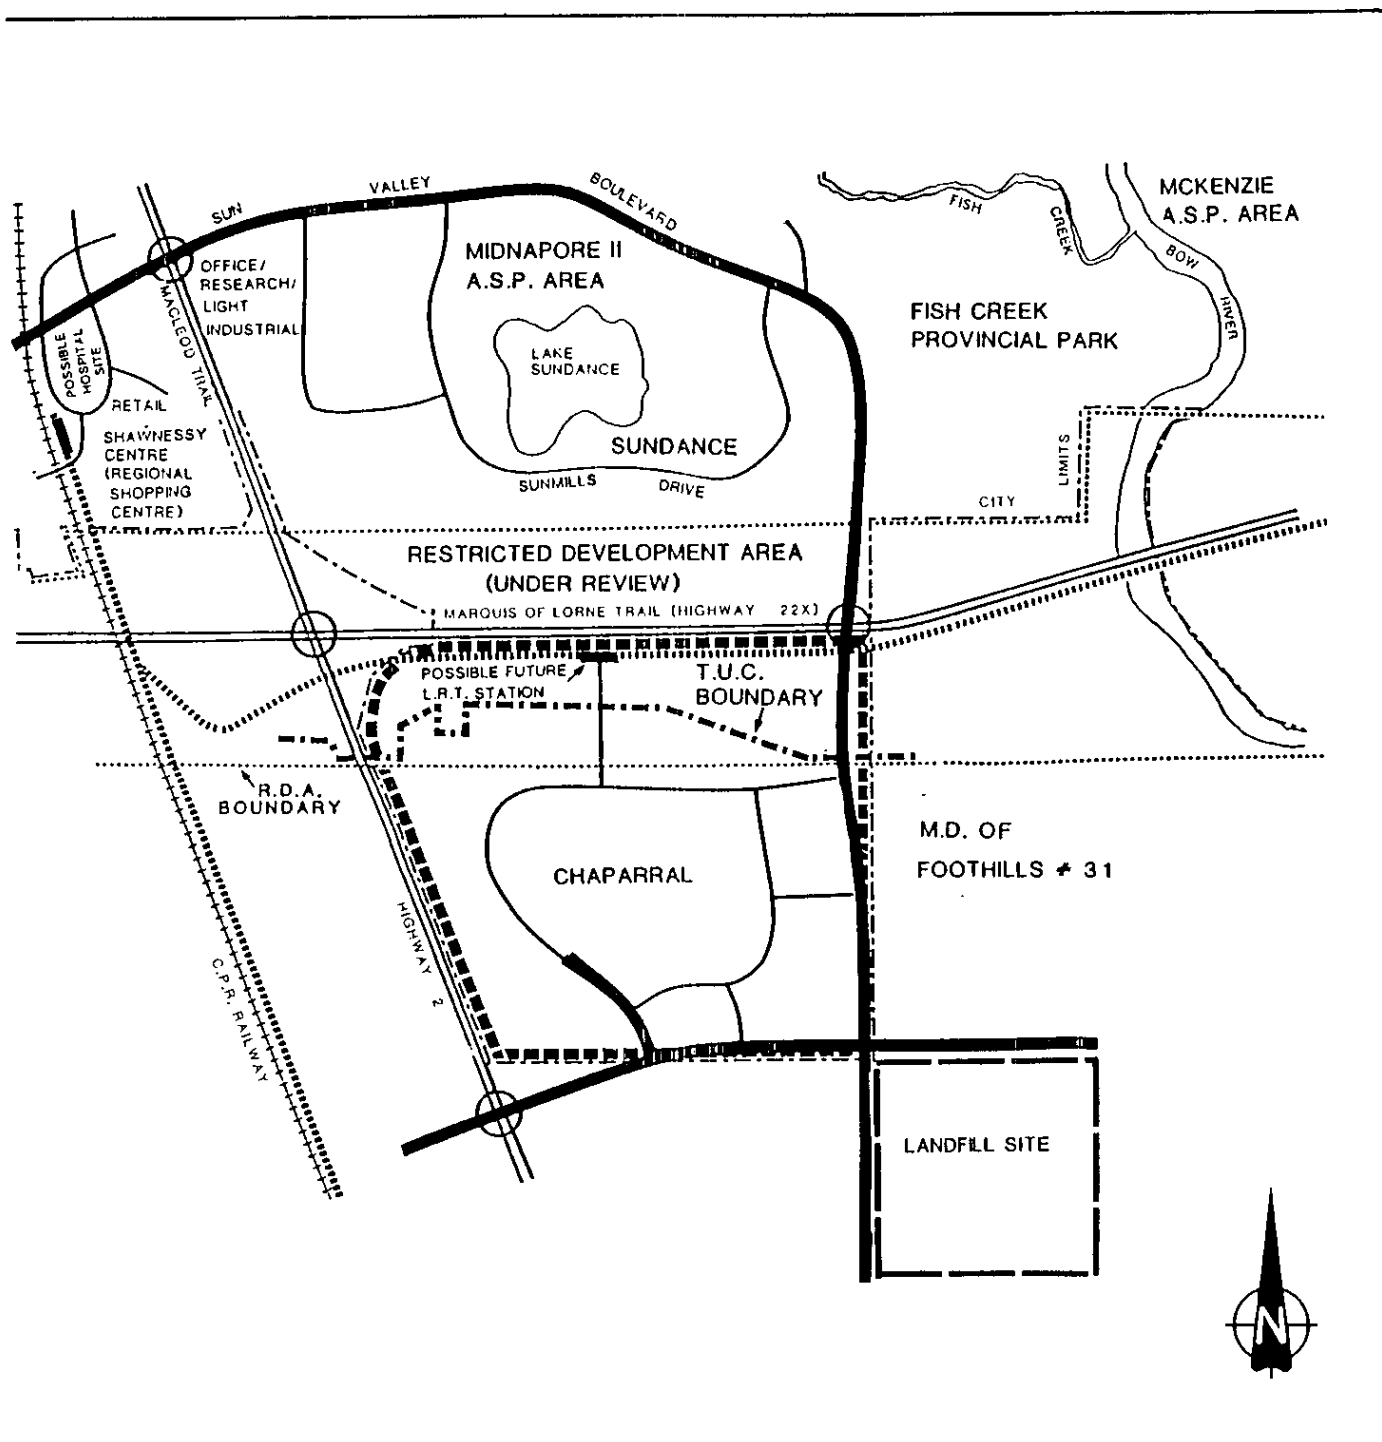 MCKENZIE
A.S.P. AREA
SUN VALLEY BOULEVARD
FISH CREEK
BOW RIVER
MIDNAPORE II
A.S.P. AREA
OFFICE/
RESEARCH/
LIGHT
INDUSTRIAL
MACLEOD TRAIL
FISH CREEK
PROVINCIAL PARK
POSSIBLE
HOSPITAL
SITE
LAKE
SUNDANCE
RETAIL
SHAWNESSY
CENTRE
(REGIONAL
SHOPPING
CENTRE)
SUNDANCE
SUNMILLS DRIVE
CITY LIMITS
RESTRICTED DEVELOPMENT AREA
(UNDER REVIEW)
MARQUIS OF LORNE TRAIL (HIGHWAY 22X)
POSSIBLE FUTURE
L.R.T. STATION
T.U.C.
BOUNDARY
R.D.A.
BOUNDARY
M.D. OF
FOOTHILLS # 31
CHAPARRAL
HIGHWAY 2
C.P.R. RAILWAY
LANDFILL SITE
N